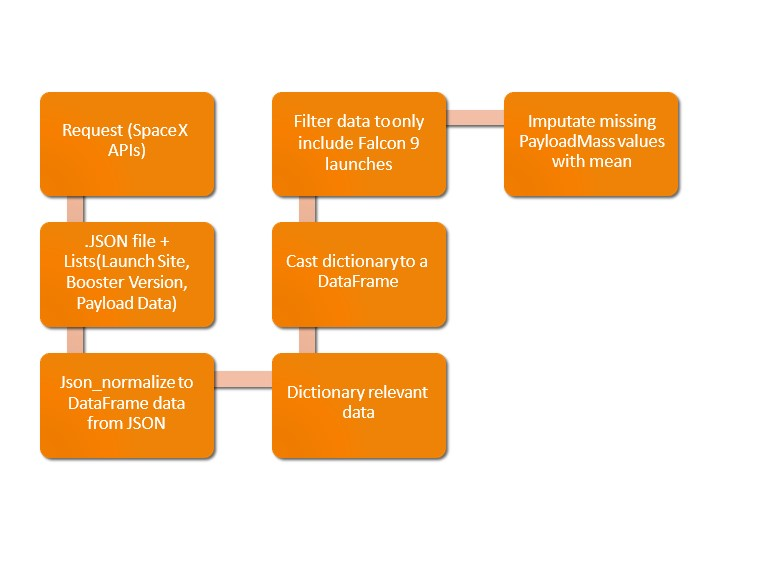 Request (SpaceX
APIs)
.JSON file +
Lists(Launch Site,
Booster Version,
Payload Data)
Json_normalize to
DataFrame data
from JSON
Dictionary relevant
data
Cast dictionary to a
DataFrame
Filter data to only
include Falcon 9
launches
Imputate missing
PayloadMass values
with mean